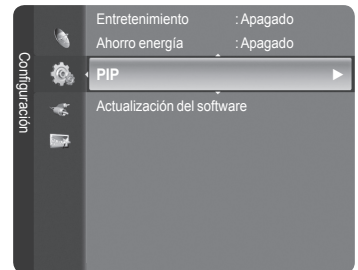 Configuración
Entretenimiento : Apagado
Ahorro energía : Apagado
PIP
Actualización del software